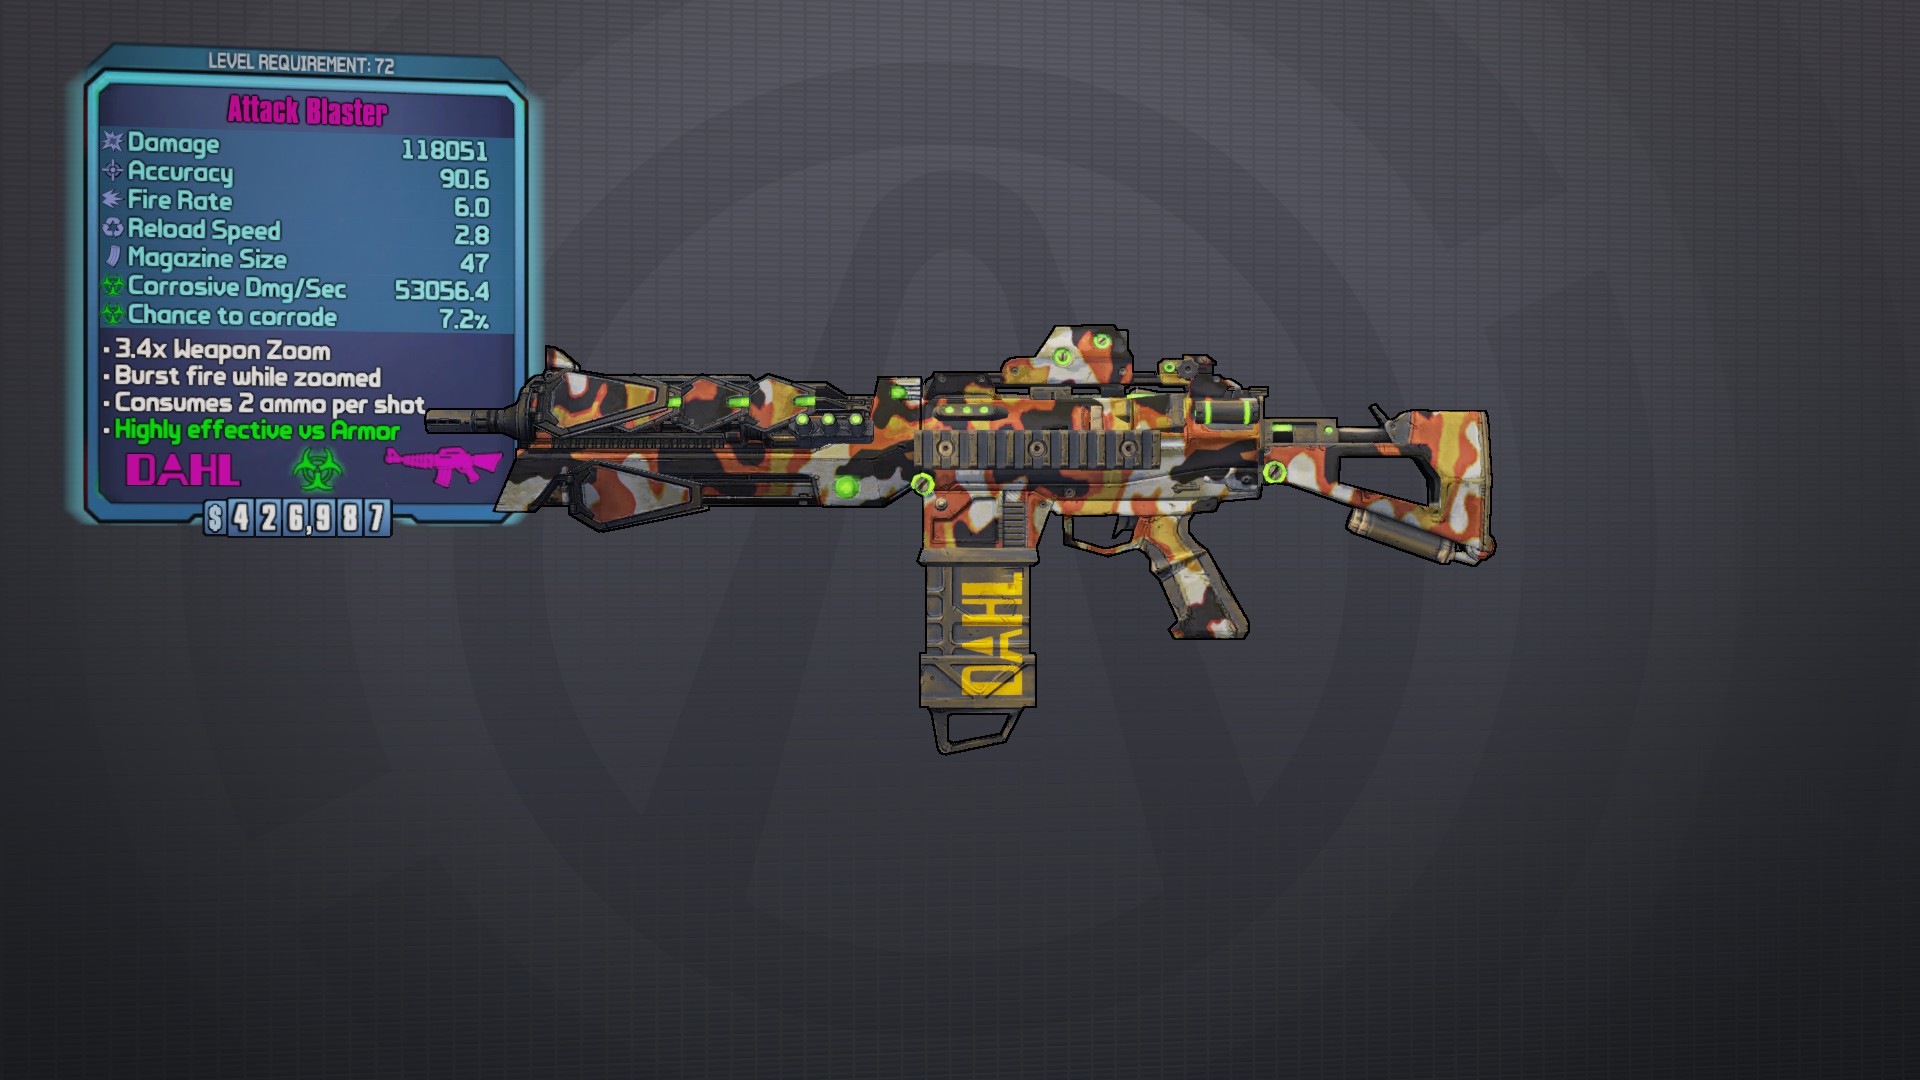 LEVEL REQUIREMENT: 72
Attack Blaster
Damage 118051
Accuracy 90.6
Fire Rate 6.0
Reload Speed 2.8
Magazine Size 47
Corrosive Dmg/Sec 53056.4
Chance to corrode 7.2%
• 3.4x Weapon Zoom
• Burst fire while zoomed
• Consumes 2 ammo per shot
• Highly effective vs Armor
DAHL
$426,987
DAHL